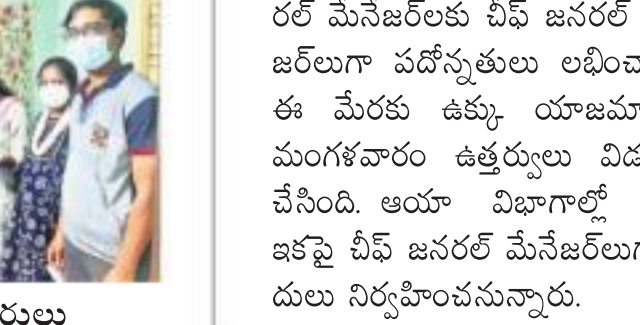 రల్ మేనేజర్‌లకు చీఫ్ జనరల్
జర్‌లుగా పదోన్నతులు లభించా
ఈ మేరకు ఉక్కు యాజమా
మంగళవారం ఉత్తర్వులు విడ
చేసింది. ఆయా విభాగాల్లో
ఇకపై చీఫ్ జనరల్ మేనేజర్‌లుగ
దులు నిర్వహించనున్నారు.
రులు